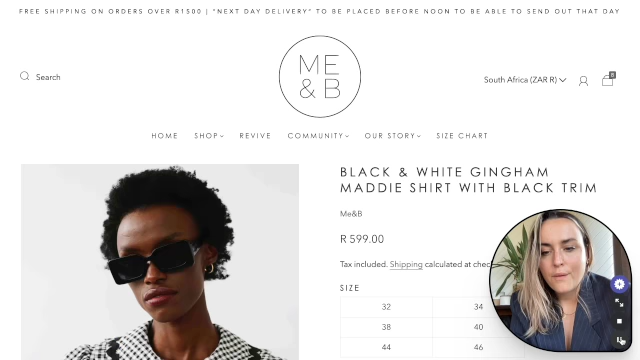 FREE SHIPPING ON ORDERS OVER R1500 | "NEXT DAY DELIVERY" TO BE PLACED BEFORE NOON TO BE ABLE TO SEND OUT THAT DAY
ME
& B
Search
South Africa (ZAR R)
HOME SHOP REVIVE COMMUNITY OUR STORY SIZE CHART
BLACK & WHITE GINGHAM
MADDIE SHIRT WITH BLACK TRIM
Me&B
R 599.00
Tax included. Shipping calculated at
SIZE
32 34
38 40
44 46